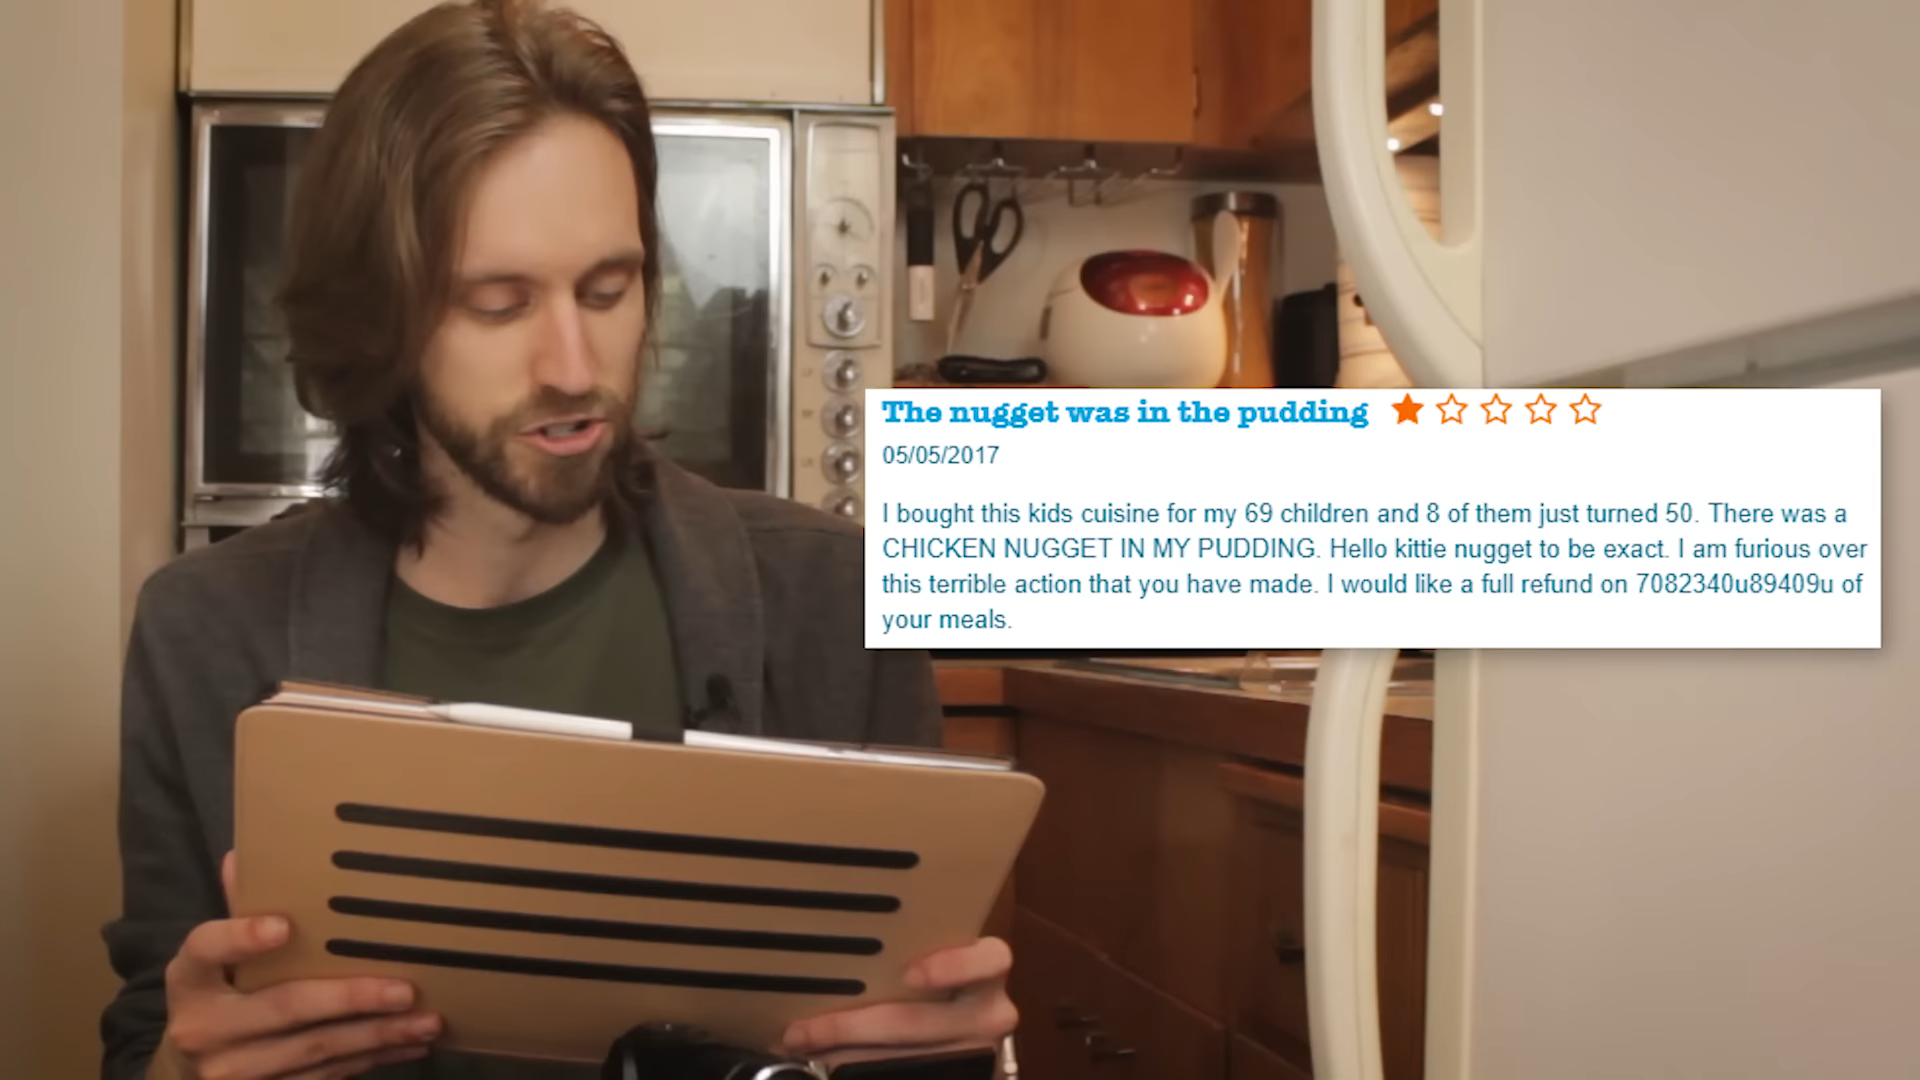 The nugget was in the pudding
05/05/2017
I bought this kids cuisine for my 69 children and 8 of them just turned 50. There was a
CHICKEN NUGGET IN MY PUDDING. Hello kittie nugget to be exact. I am furious over
this terrible action that you have made. I would like a full refund on 7082340u89409u of
your meals.